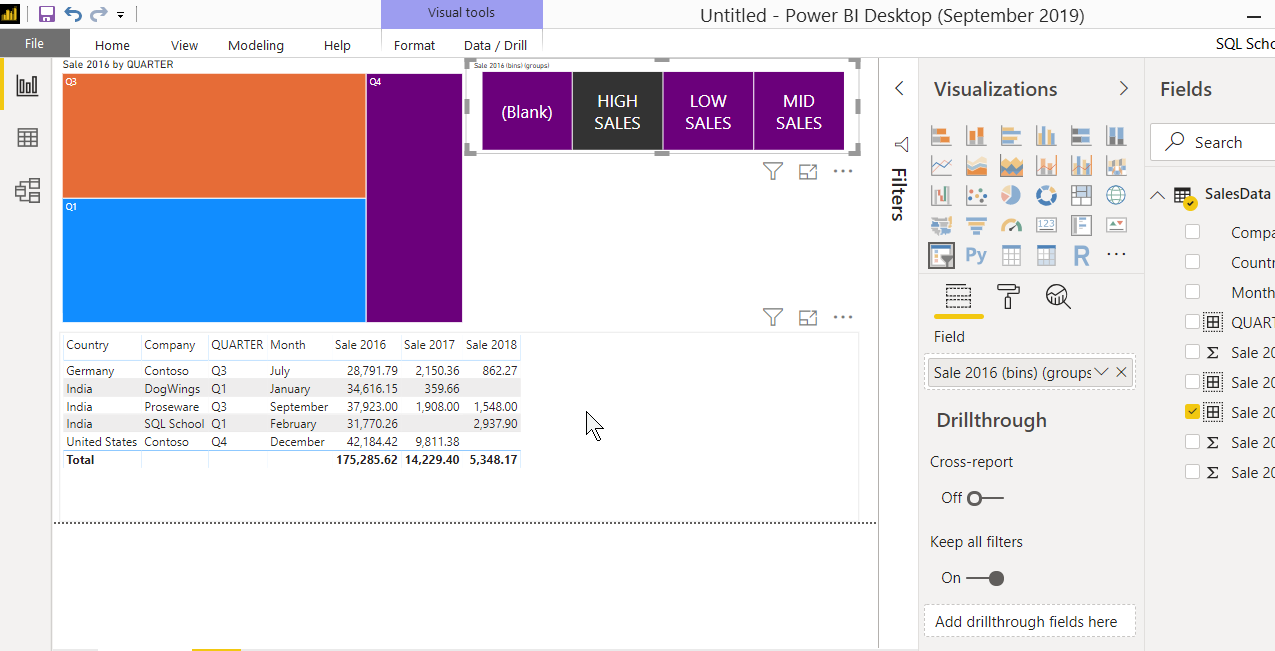 Visual tools
Untitled - Power BI Desktop (September 2019)
File Home View Modeling Help Format Data / Drill
SQL Scho
Sale 2016 by QUARTER
Q3
Q4
Q1
Sale 2016 (bins) (groups)
(Blank)
HIGH SALES
LOW SALES
MID SALES
Country Company QUARTER Month Sale 2016 Sale 2017 Sale 2018
Germany Contoso Q3 July 28,791.79 2,150.36 862.27
India DogWings Q1 January 34,616.15 359.66
India Proseware Q3 September 37,923.00 1,908.00 1,548.00
India SQL School Q1 February 31,770.26 2,937.90
United States Contoso Q4 December 42,184.42 9,811.38
Total 175,285.62 14,229.40 5,348.17
Filters
Visualizations
123
Py
R
Field
Sale 2016 (bins) (groups
Drillthrough
Cross-report
Off
Keep all filters
On
Add drillthrough fields here
Fields
Search
SalesData
Compa
Countr
Month
QUART
Sale 20
Sale 20
Sale 20
Sale 20
Sale 20